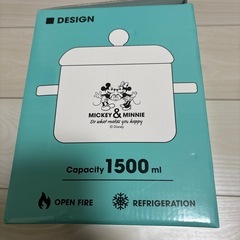 DESIGN
MICKEY & MINNIE
Do what makes you happy
© Disney
Capacity 1500 ml
OPEN FIRE
REFRIGERATION